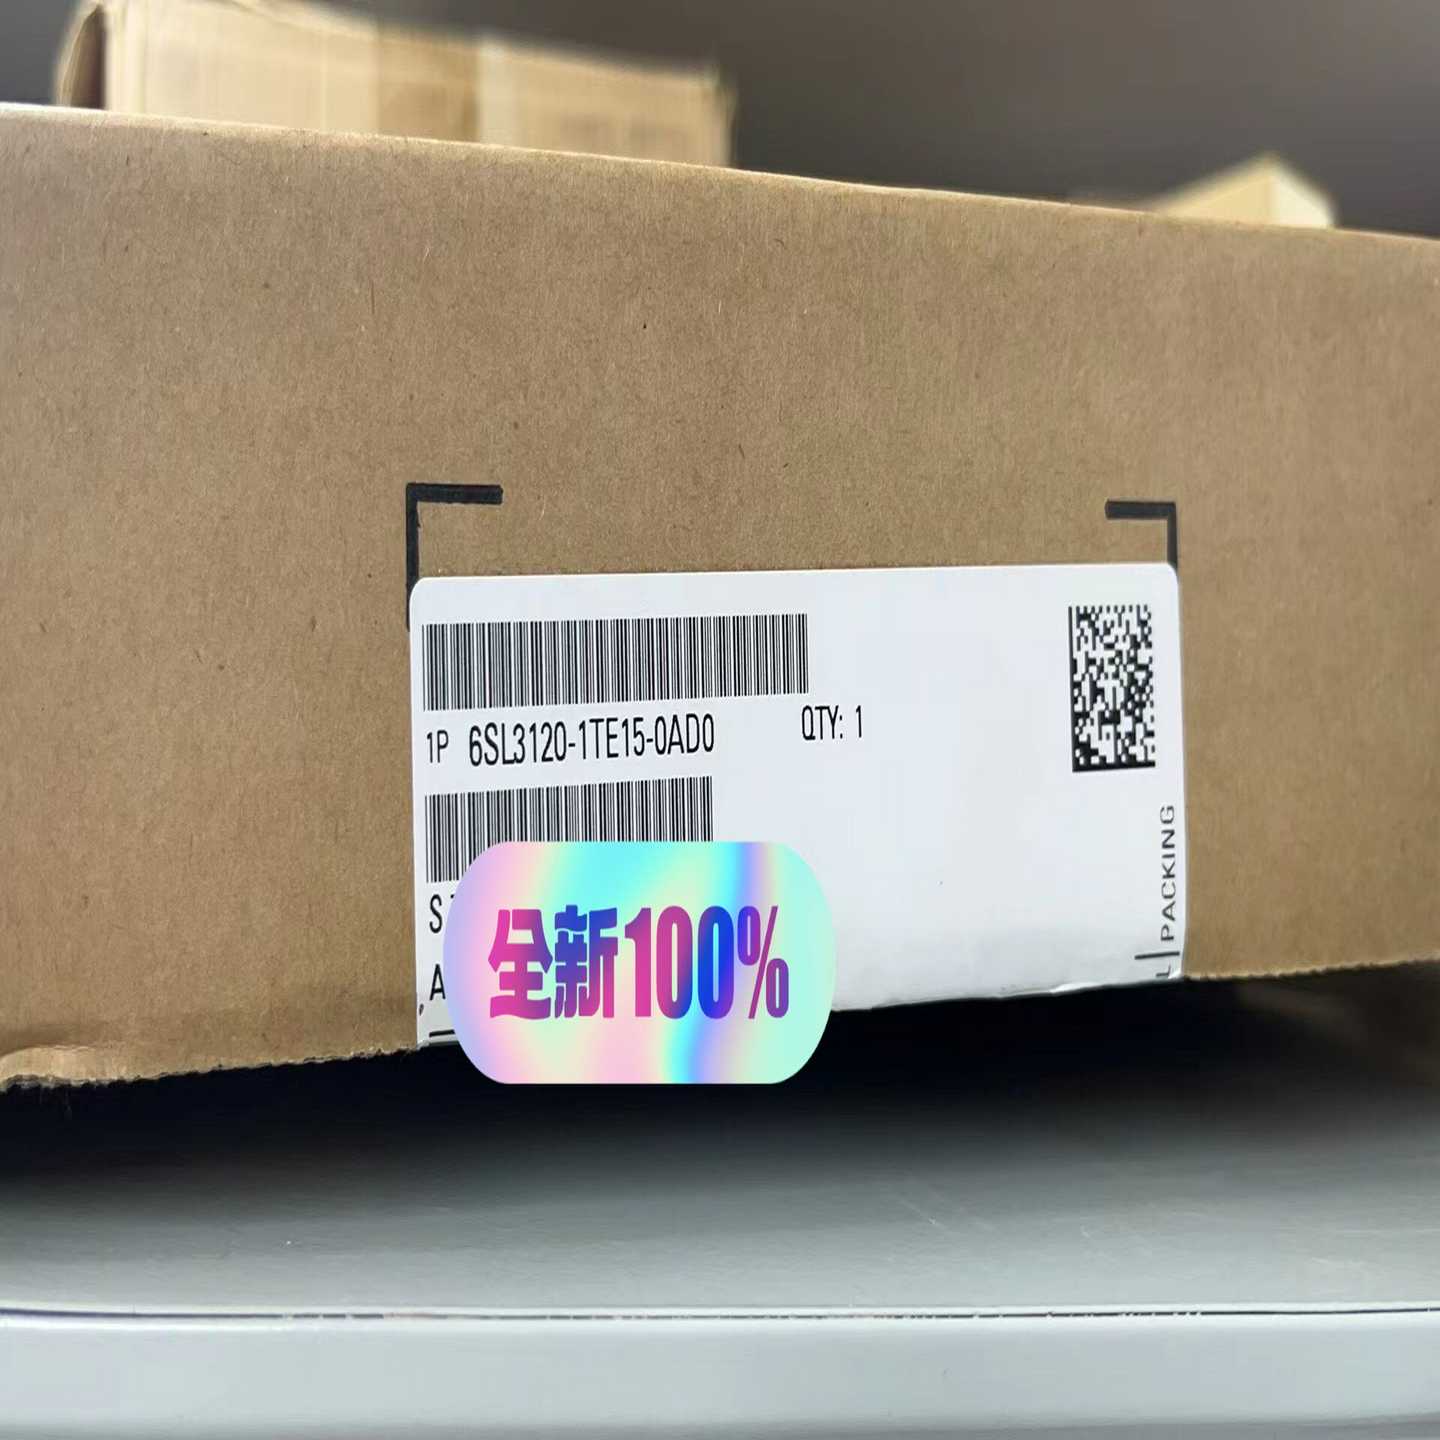 1P 6SL3120-1TE15-0AD0 QTY: 1
S
A
全新100%
PACKING